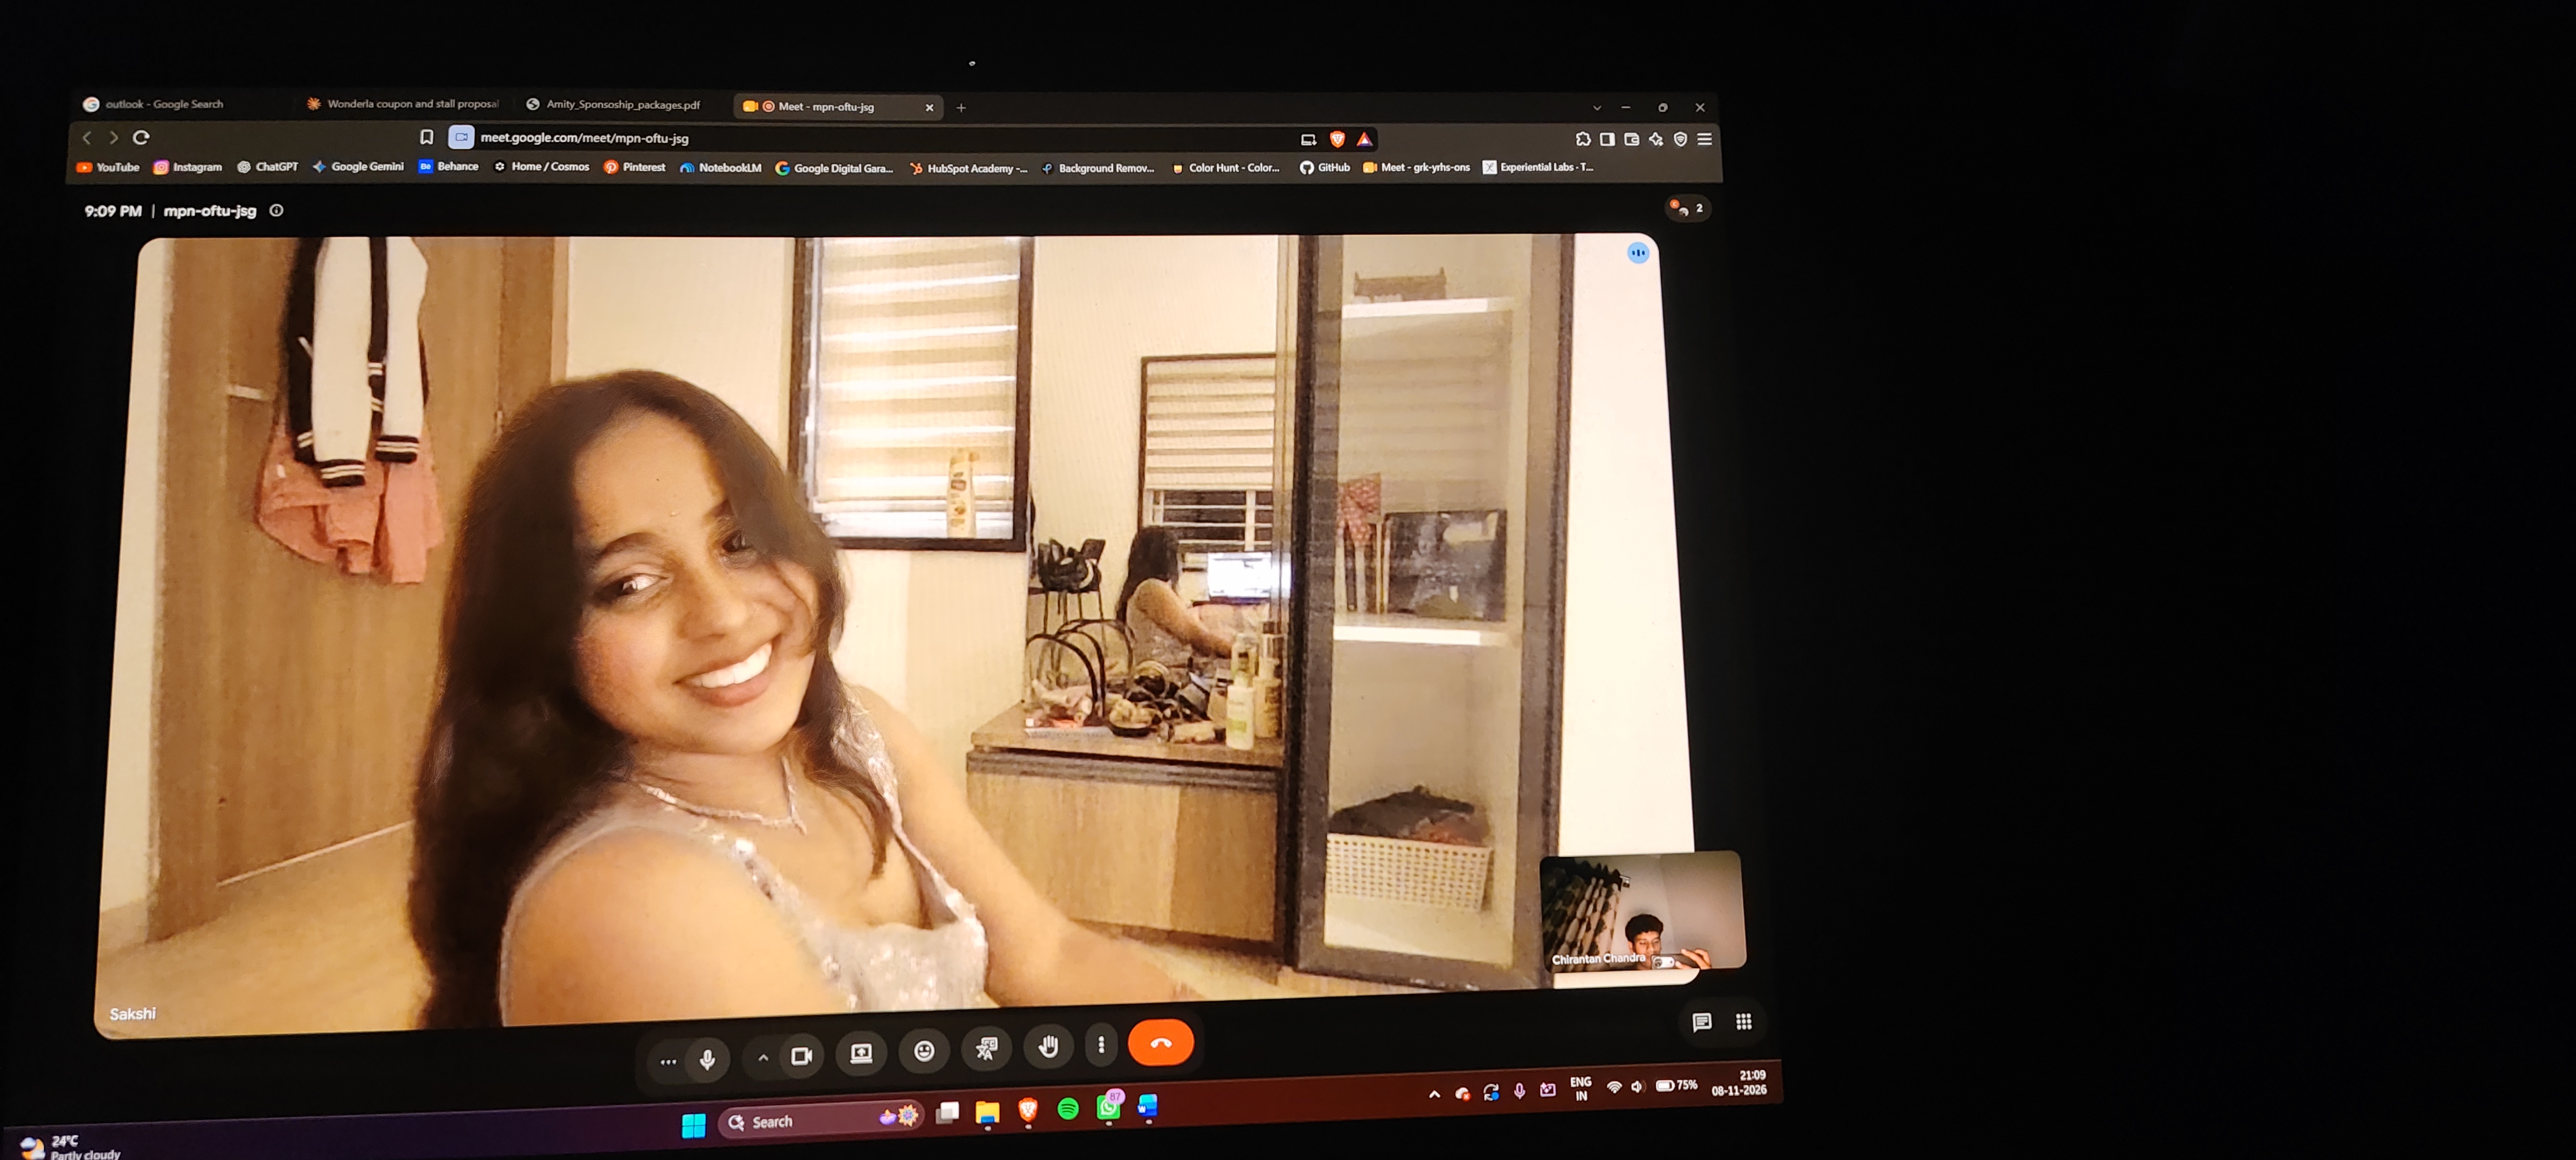 outlook - Google Search
Wonderla coupon and stall proposal
Amity_Sponsoship_packages.pdf
Meet - mpn-oftu-jsg
meet.google.com/meet/mpn-oftu-jsg
YouTube
Instagram
ChatGPT
Google Gemini
Be Behance
Home / Cosmos
Pinterest
NotebookLM
Google Digital Gara...
HubSpot Academy -...
Background Remov...
Color Hunt - Color...
GitHub
Meet - grk-yrhs-ons
Experiential Labs - T...
9:09 PM | mpn-oftu-jsg
2
Chirantan Chandra
Sakshi
24°C
Partly cloudy
Search
87
ENG
IN
75%
21:09
08-11-2026